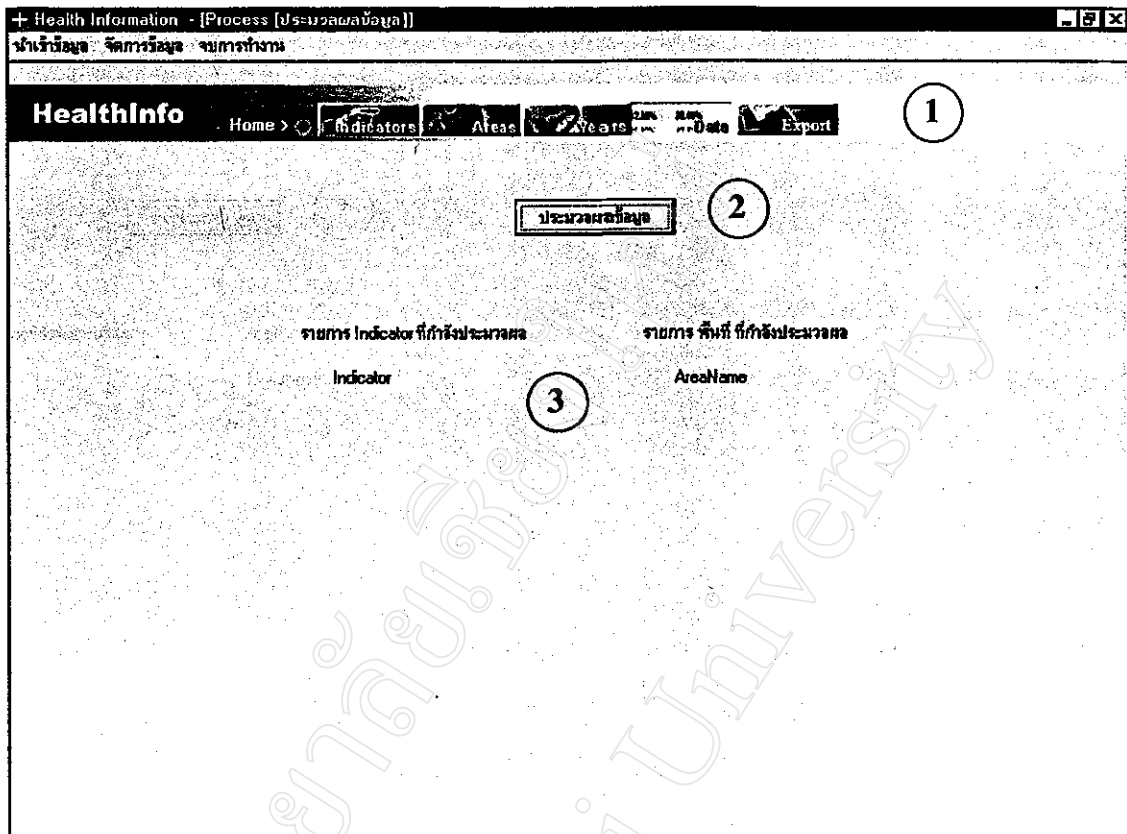 Health Information - [Process [ประมวลผลข้อมูล]]
นำเข้าข้อมูล จัดการข้อมูล จบการทำงาน
HealthInfo Home > Indicators Areas Years Data Export
1
ประมวลผลข้อมูล
2
รายการ Indicator ที่กำลังประมวลผล รายการ พื้นที่ ที่กำลังประมวลผล
Indicator AreaName
3
University